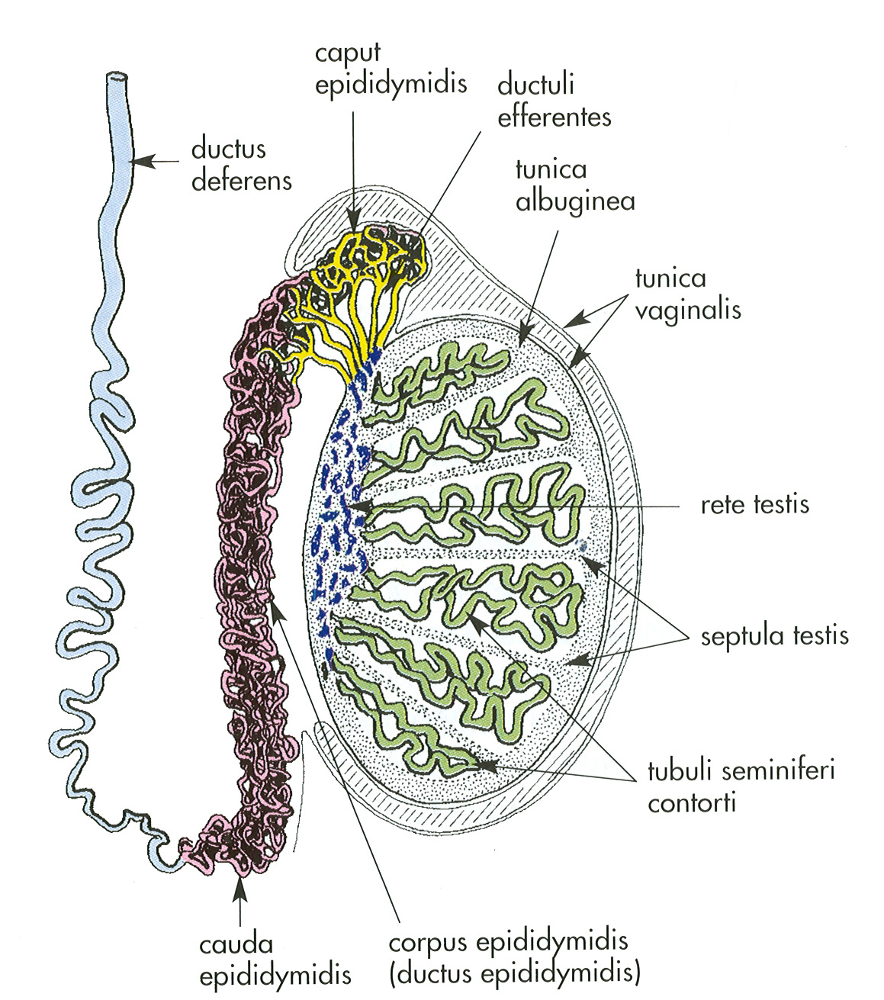 caput
epididymidis
ductuli
efferentes
ductus
deferens
tunica
albuginea
tunica
vaginalis
rete testis
septula testis
tubuli seminiferi
contorti
cauda
epididymidis
corpus epididymidis
(ductus epididymidis)